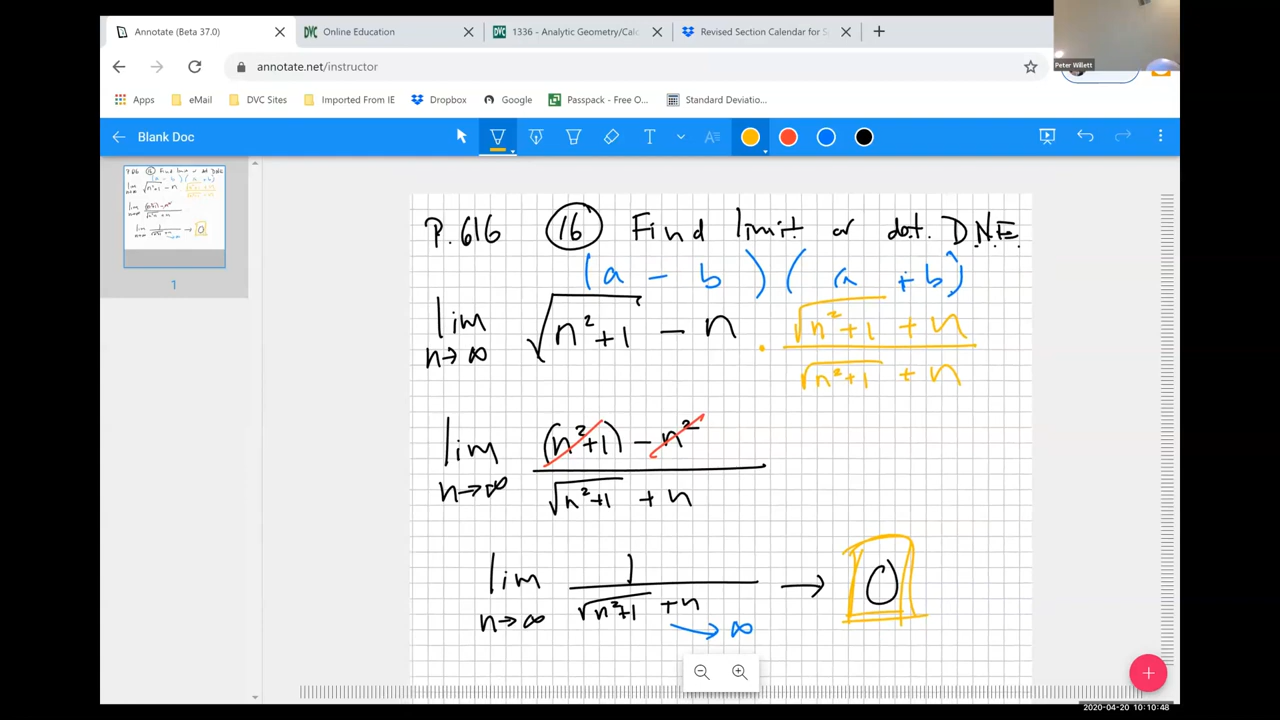 Annotate (Beta 37.0)
Online Education
1336 - Analytic Geometry/Calc
Revised Section Calendar for S
Peter Willett
annotate.net/instructor
Apps
eMail
DVC Sites
Imported From IE
Dropbox
Google
Passpack - Free O...
Standard Deviatio...
Blank Doc
T
A
1
P.616 (16) Find limit or det. D.N.E.
(a - b)(a + b)
lim n→∞ √(n²+1) - n · (√(n²+1) + n)/(√(n²+1) + n)
lim n→∞ ((n²+1) - n²)/(√(n²+1) + n)
lim n→∞ 1/(√(n²+1) + n) → 0
→ ∞
2020-04-20 10:10:48